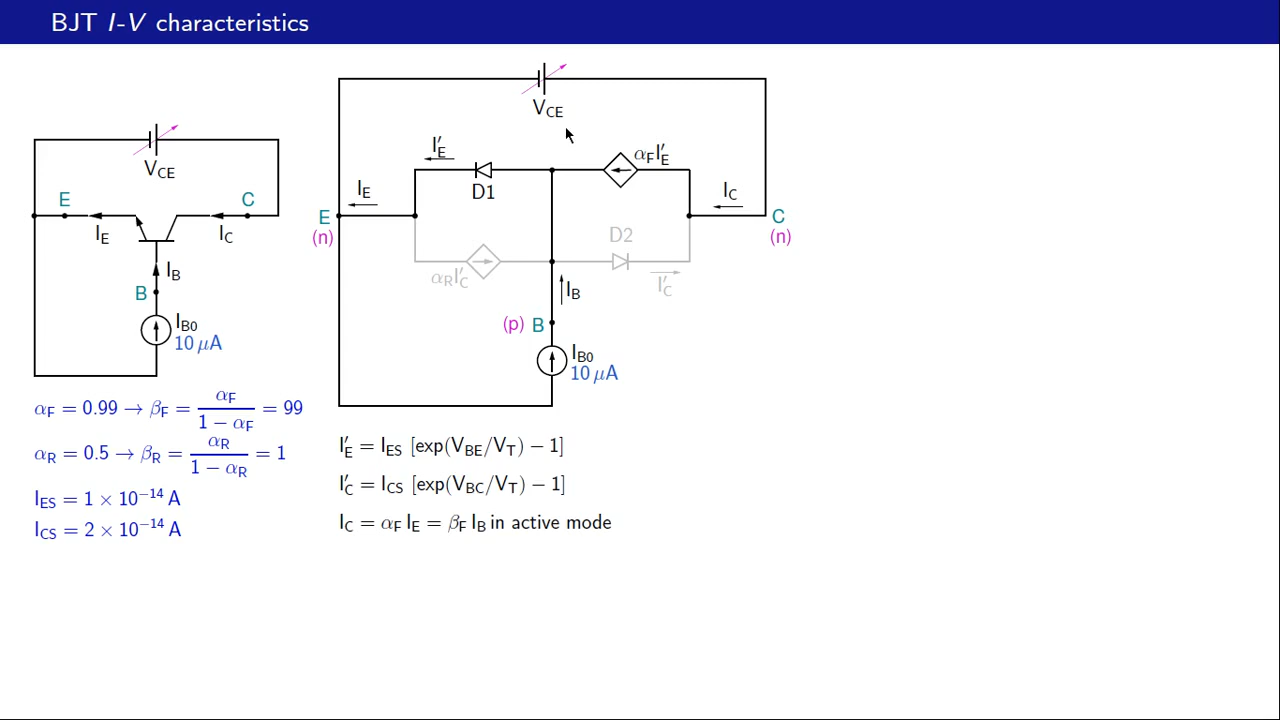 BJT I-V characteristics
V_CE
E
C
I_E
I_C
I_B
B
I_B0
10 μA
α_F = 0.99 → β_F = α_F / (1 − α_F) = 99
α_R = 0.5 → β_R = α_R / (1 − α_R) = 1
I_ES = 1 × 10^−14 A
I_CS = 2 × 10^−14 A
V_CE
I′_E
α_F I′_E
D1
I_E
I_C
E
(n)
C
(n)
D2
α_R I′_C
I′_C
I_B
(p) B
I_B0
10 μA
I′_E = I_ES [exp(V_BE/V_T) − 1]
I′_C = I_CS [exp(V_BC/V_T) − 1]
I_C = α_F I_E = β_F I_B in active mode